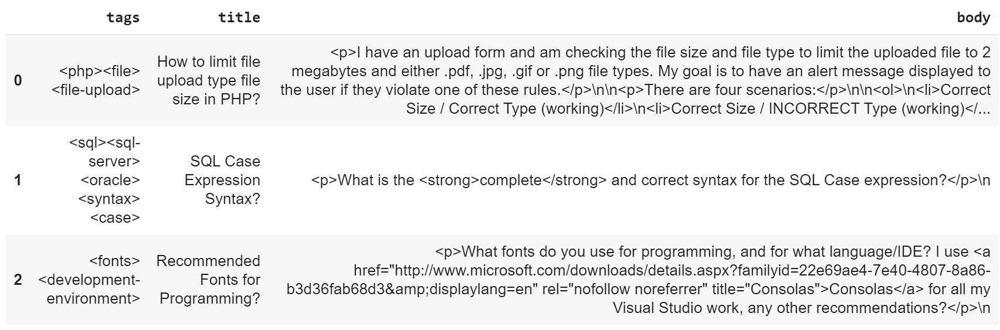 tags title body
0
<php><file>
<file-upload>
How to limit file
upload type file
size in PHP?
<p>I have an upload form and am checking the file size and file type to limit the uploaded file to 2
megabytes and either .pdf, .jpg, .gif or .png file types. My goal is to have an alert message displayed to
the user if they violate one of these rules.</p>\n\n<p>There are four scenarios:</p>\n\n<ol>\n<li>Correct
Size / Correct Type (working)</li>\n<li>Correct Size / INCORRECT Type (working)</...
1
<sql><sql-
server>
<oracle>
<syntax>
<case>
SQL Case
Expression
Syntax?
<p>What is the <strong>complete</strong> and correct syntax for the SQL Case expression?</p>\n
2
<fonts>
<development-
environment>
Recommended
Fonts for
Programming?
<p>What fonts do you use for programming, and for what language/IDE? I use <a
href="http://www.microsoft.com/downloads/details.aspx?familyid=22e69ae4-7e40-4807-8a86-
b3d36fab68d3&amp;displaylang=en" rel="nofollow noreferrer" title="Consolas">Consolas</a> for all my
Visual Studio work, any other recommendations?</p>\n